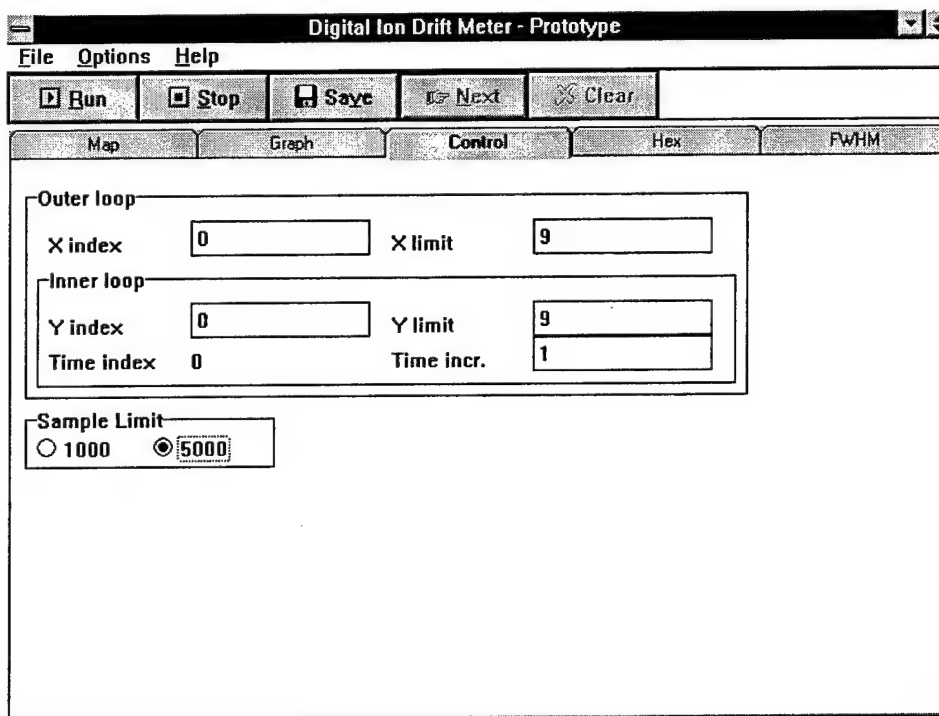 Digital Ion Drift Meter - Prototype
File Options Help
Run Stop Save Next Clear
Map Graph Control Hex FWHM
Outer loop
X index 0 X limit 9
Inner loop
Y index 0 Y limit 9
Time index 0 Time incr. 1
Sample Limit
1000 5000